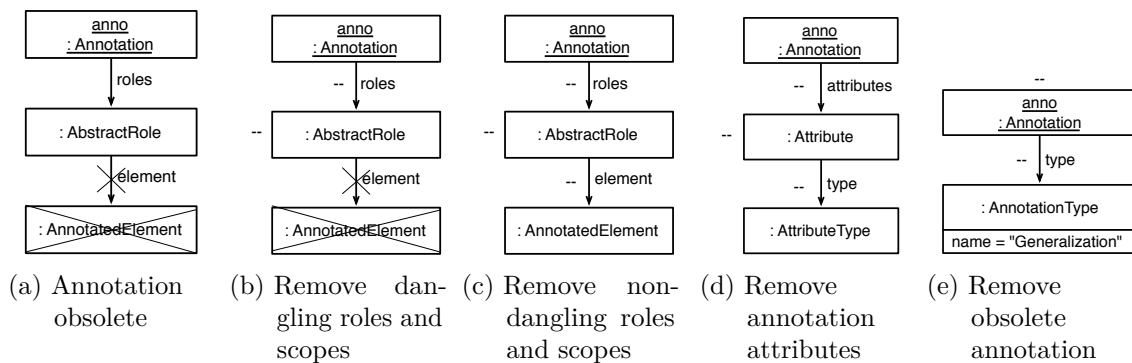 anno
: Annotation
roles
: AbstractRole
element
: AnnotatedElement
(a) Annotation
obsolete
anno
: Annotation
-- roles
-- : AbstractRole
element
: AnnotatedElement
(b) Remove dan-
gling roles and
scopes
anno
: Annotation
-- roles
-- : AbstractRole
-- element
: AnnotatedElement
(c) Remove non-
dangling roles
and scopes
anno
: Annotation
-- attributes
-- : Attribute
-- type
: AttributeType
(d) Remove
annotation
attributes
--
anno
: Annotation
-- type
: AnnotationType
name = "Generalization"
(e) Remove
obsolete
annotation